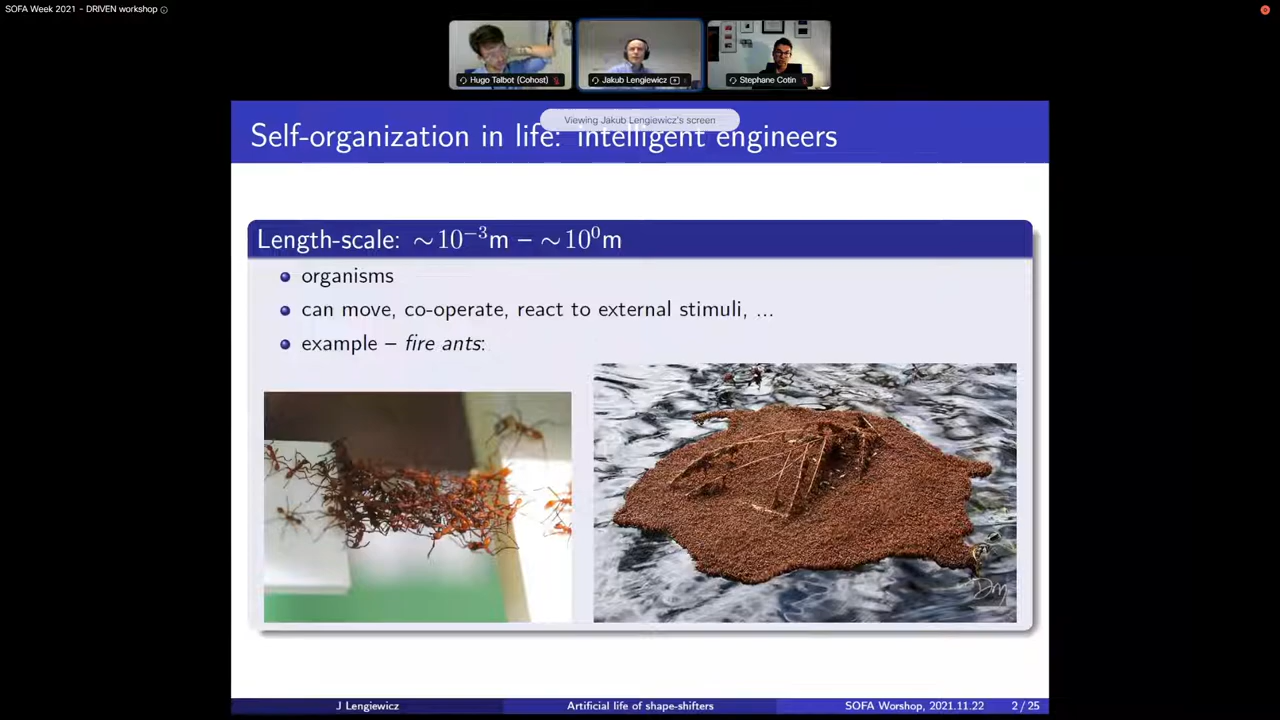 SOFA Week 2021 - DRIVEN workshop
Hugo Talbot (Cohost)
Jakub Lengiewicz
Stephane Cotin
Viewing Jakub Lengiewicz's screen
Self-organization in life: intelligent engineers
Length-scale: ∼10⁻³m – ∼10⁰m
organisms
can move, co-operate, react to external stimuli, ...
example – fire ants:
DM
J Lengiewicz
Artificial life of shape-shifters
SOFA Worshop, 2021.11.22
2 / 25